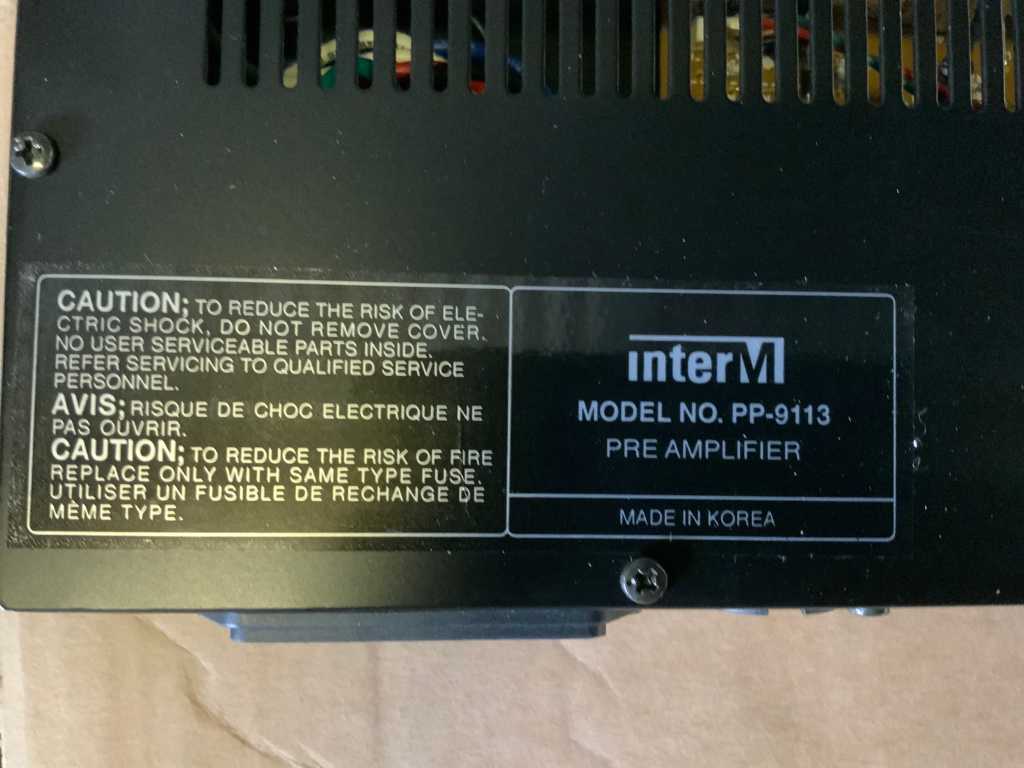 CAUTION; TO REDUCE THE RISK OF ELE-
CTRIC SHOCK, DO NOT REMOVE COVER.
NO USER SERVICEABLE PARTS INSIDE.
REFER SERVICING TO QUALIFIED SERVICE
PERSONNEL.
AVIS; RISQUE DE CHOC ELECTRIQUE NE
PAS OUVRIR.
CAUTION; TO REDUCE THE RISK OF FIRE
REPLACE ONLY WITH SAME TYPE FUSE.
UTILISER UN FUSIBLE DE RECHANGE DE
MÈME TYPE.
interM
MODEL NO. PP-9113
PRE AMPLIFIER
MADE IN KOREA